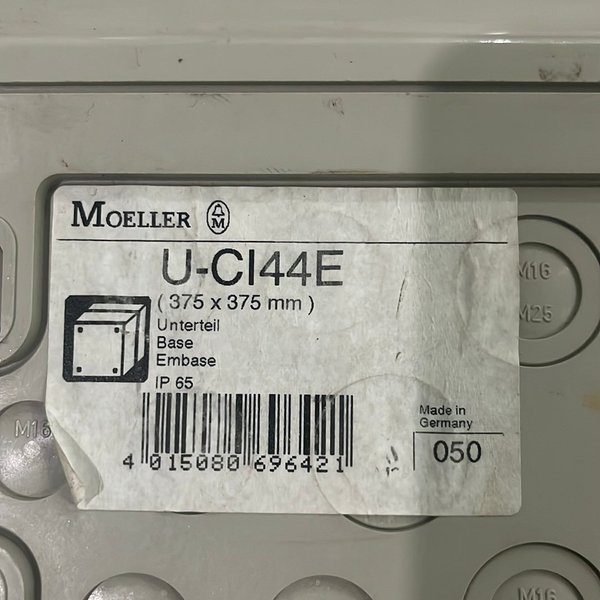 MOELLER M
U-CI44E
( 375 x 375 mm )
Unterteil
Base
Embase
IP 65
4 015080 696421
Made in
Germany
050
M16
M25
M16
M16